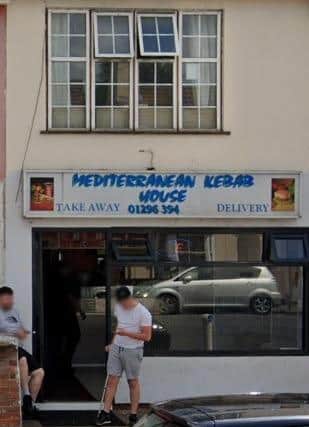 MEDITERRANEAN KEBAB
HOUSE
TAKE AWAY 01296 394 DELIVERY